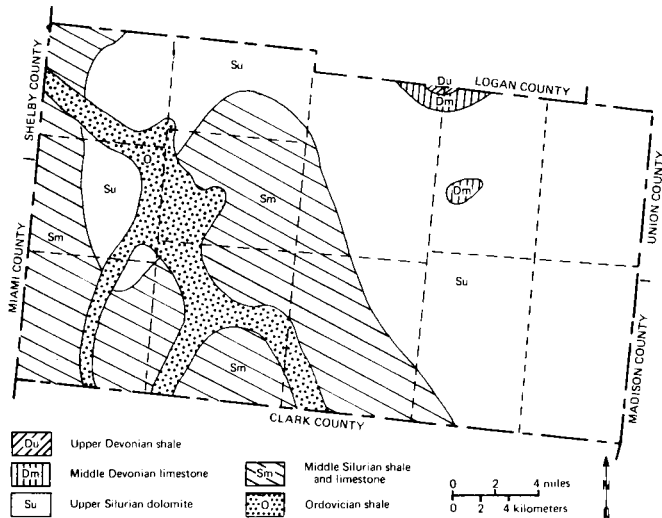 SHELBY COUNTY
MIAMI COUNTY
LOGAN COUNTY
UNION COUNTY
MADISON COUNTY
CLARK COUNTY
Su
Du
Dm
O
Su
Sm
Dm
Sm
Su
Sm
Du Upper Devonian shale
Dm Middle Devonian limestone
Su Upper Silurian dolomite
Sm Middle Silurian shale
and limestone
O Ordovician shale
0 2 4 miles
0 2 4 kilometers
N